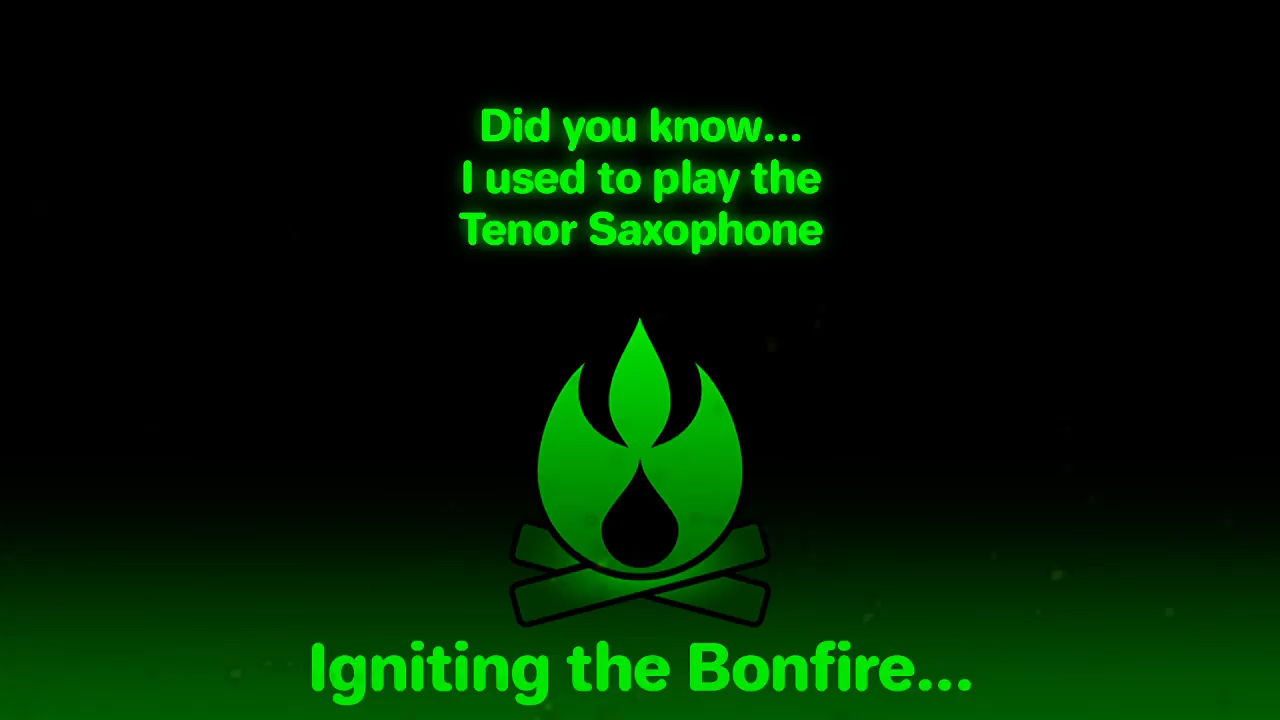 Did you know...
I used to play the
Tenor Saxophone
Igniting the Bonfire...